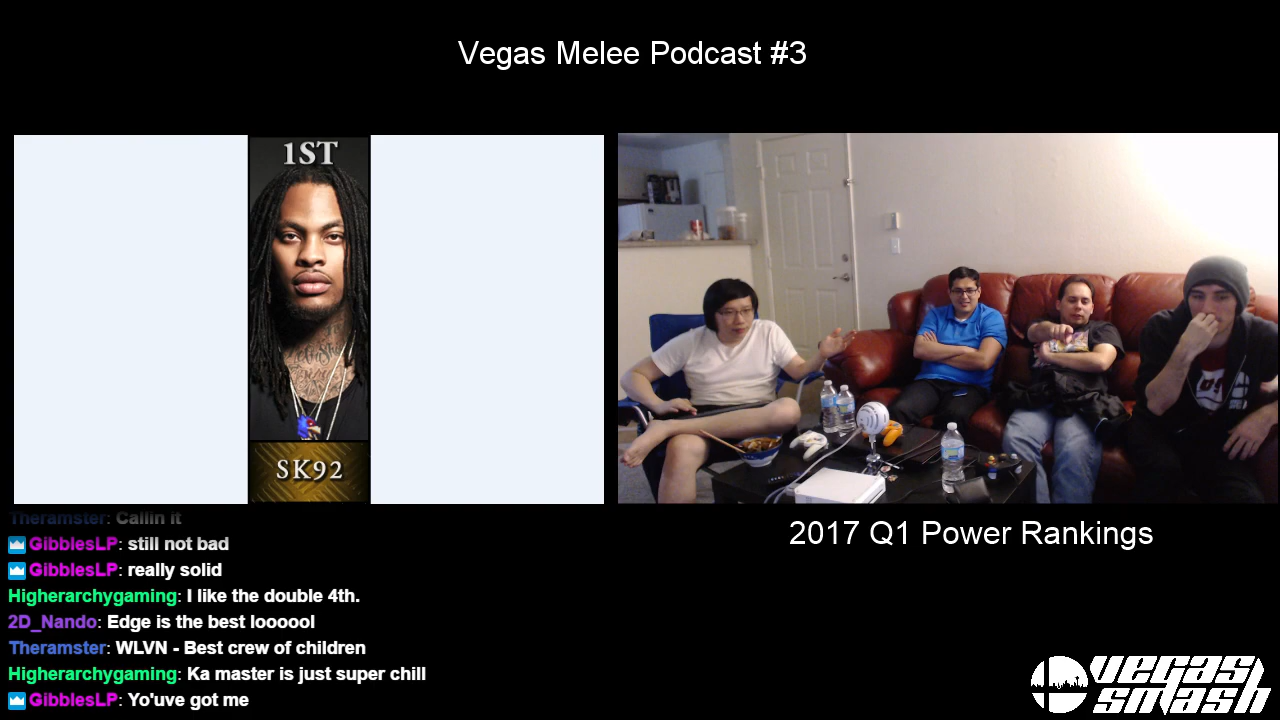 Vegas Melee Podcast #3
1ST
SK92
Theramster: Callin it
GibblesLP: still not bad
GibblesLP: really solid
Higherarchygaming: I like the double 4th.
2D_Nando: Edge is the best loooool
Theramster: WLVN - Best crew of children
Higherarchygaming: Ka master is just super chill
GibblesLP: Yo'uve got me
2017 Q1 Power Rankings
VEGAS
SMASH